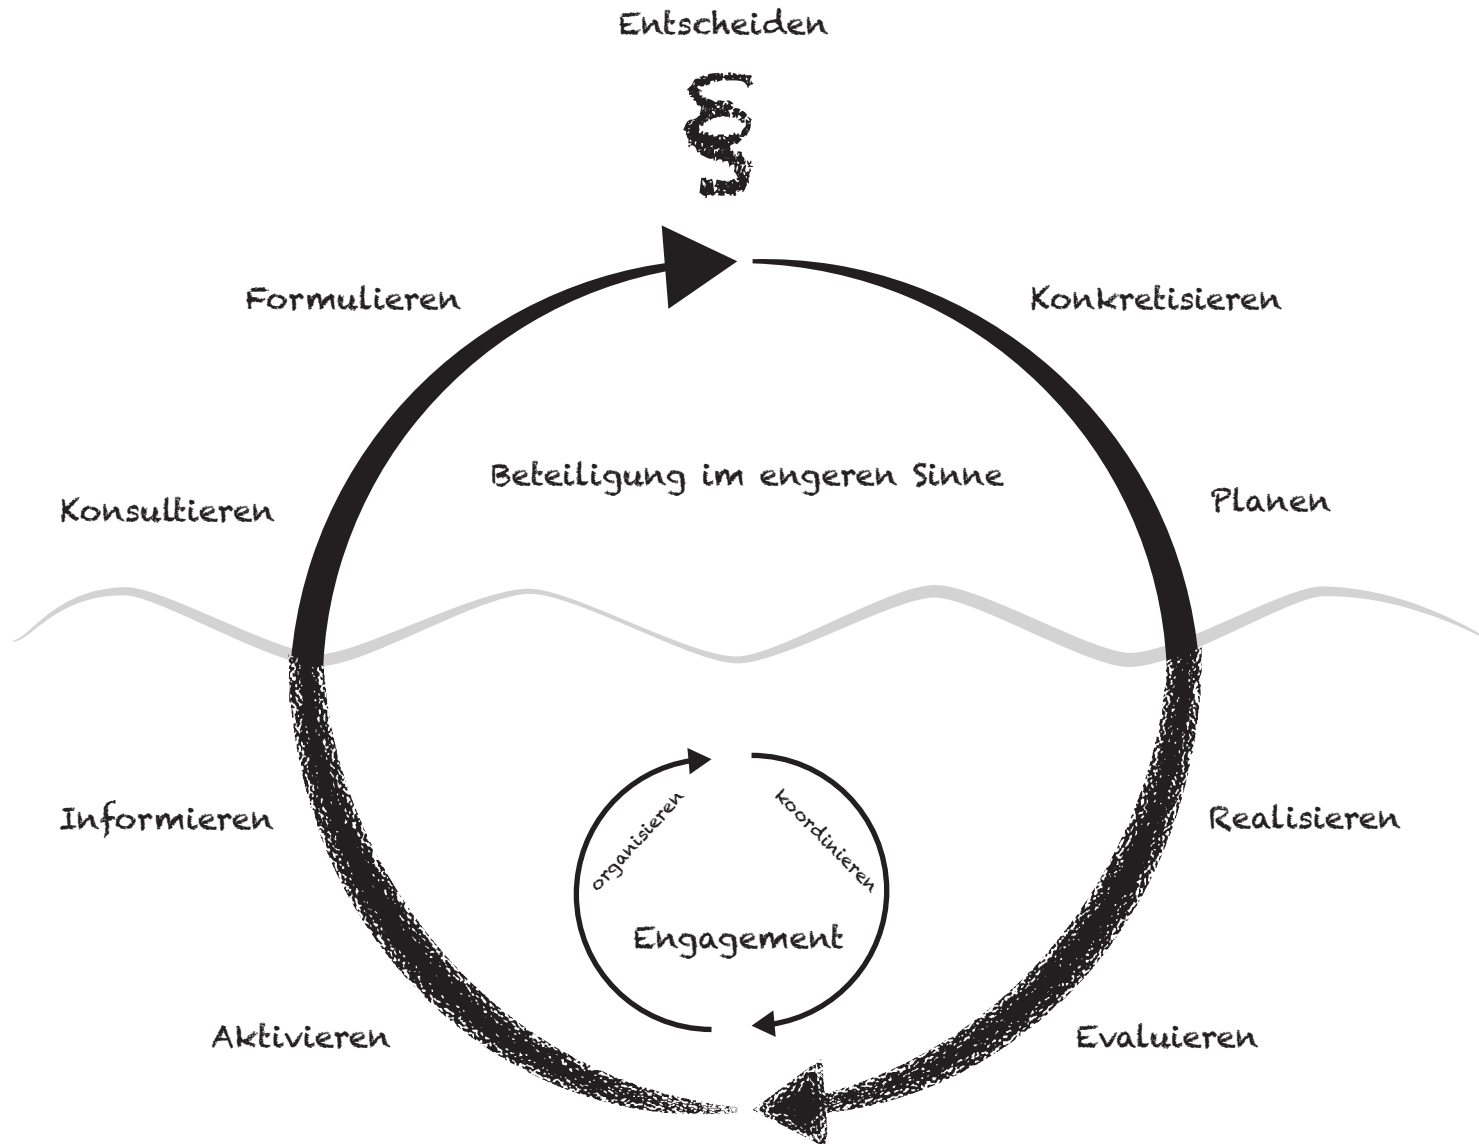 Entscheiden
§
Formulieren
Konkretisieren
Beteiligung im engeren Sinne
Konsultieren
Planen
organisieren
koordinieren
Informieren
Realisieren
Engagement
Aktivieren
Evaluieren